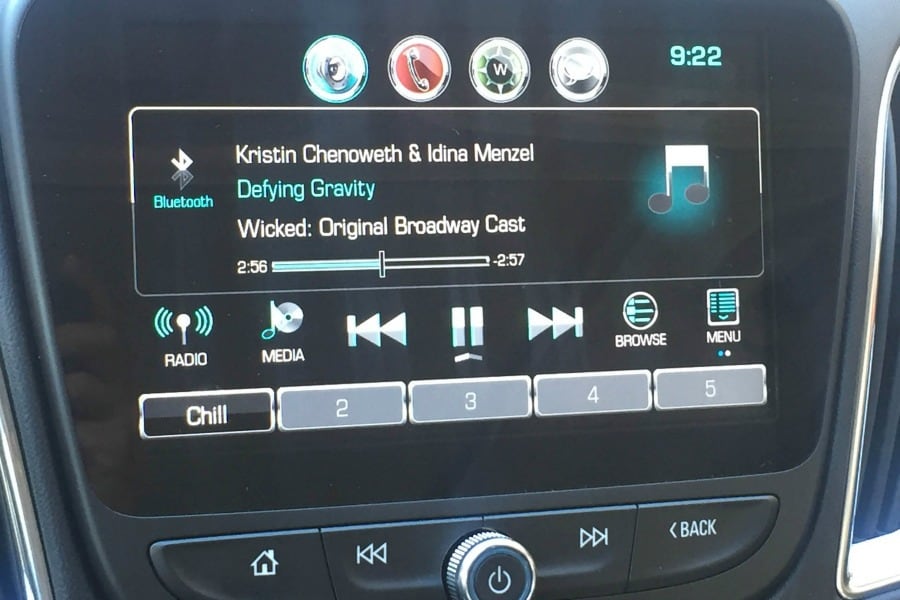 W
9:22
Kristin Chenoweth & Idina Menzel
Bluetooth
Defying Gravity
Wicked: Original Broadway Cast
2:56
-2:57
RADIO
MEDIA
BROWSE
MENU
Chill
2
3
4
5
BACK